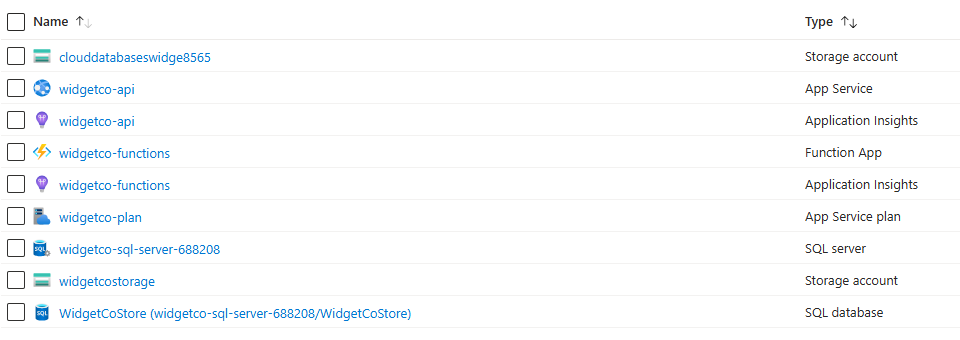 Name ↑↓ Type ↑↓
clouddatabaseswidge8565 Storage account
widgetco-api App Service
widgetco-api Application Insights
widgetco-functions Function App
widgetco-functions Application Insights
widgetco-plan App Service plan
widgetco-sql-server-688208 SQL server
widgetcostorage Storage account
WidgetCoStore (widgetco-sql-server-688208/WidgetCoStore) SQL database